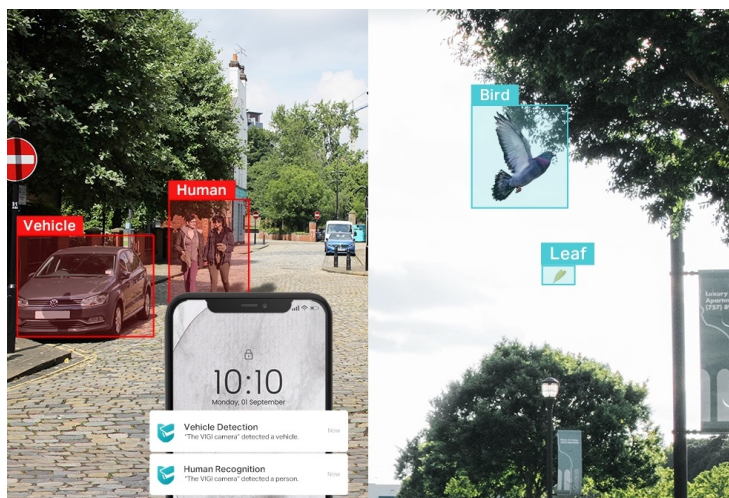 Human
Vehicle
10:10
Monday, 01 September
Vehicle Detection
"The VIGI camera" detected a vehicle.
Now
Human Recognition
"The VIGI camera" detected a person.
Now
Bird
Leaf
Luxury